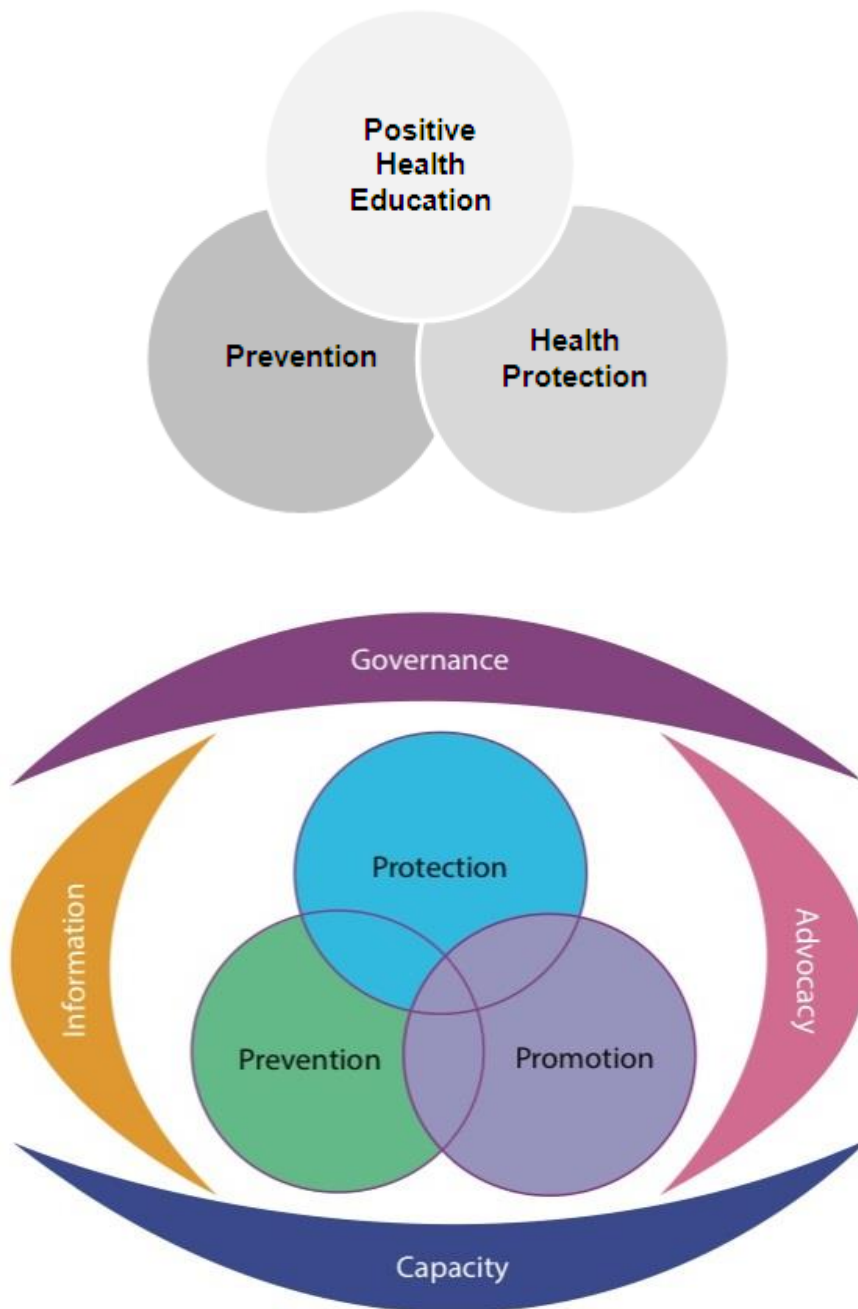 Positive
Health
Education
Prevention
Health
Protection
Governance
Information
Protection
Advocacy
Prevention
Promotion
Capacity